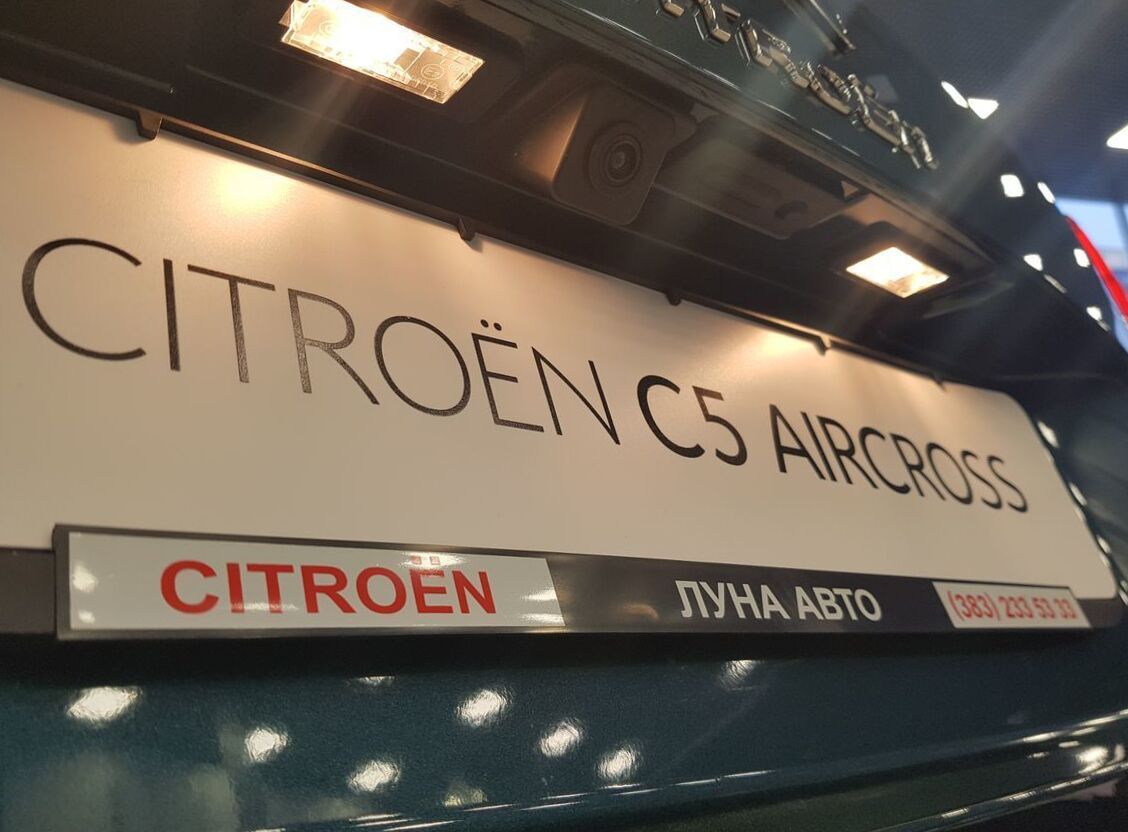 CITROËN C5 AIRCROSS
CITROËN ЛУНА АВТО (383) 233 53 33